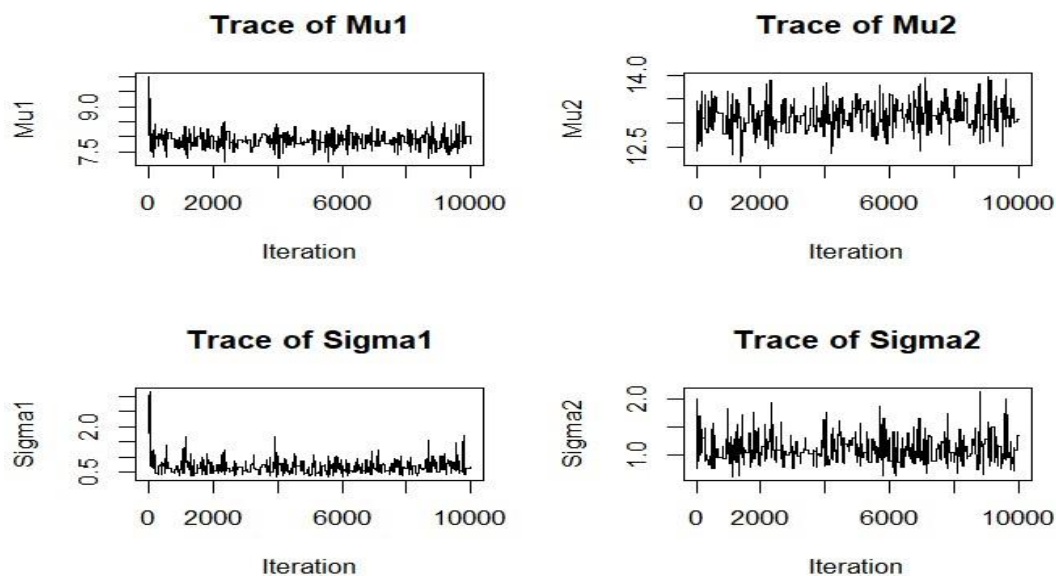 Trace of Mu1
Mu1
7.5 9.0
0 2000 6000 10000
Iteration
Trace of Mu2
Mu2
12.5 14.0
0 2000 6000 10000
Iteration
Trace of Sigma1
Sigma1
0.5 2.0
0 2000 6000 10000
Iteration
Trace of Sigma2
Sigma2
1.0 2.0
0 2000 6000 10000
Iteration